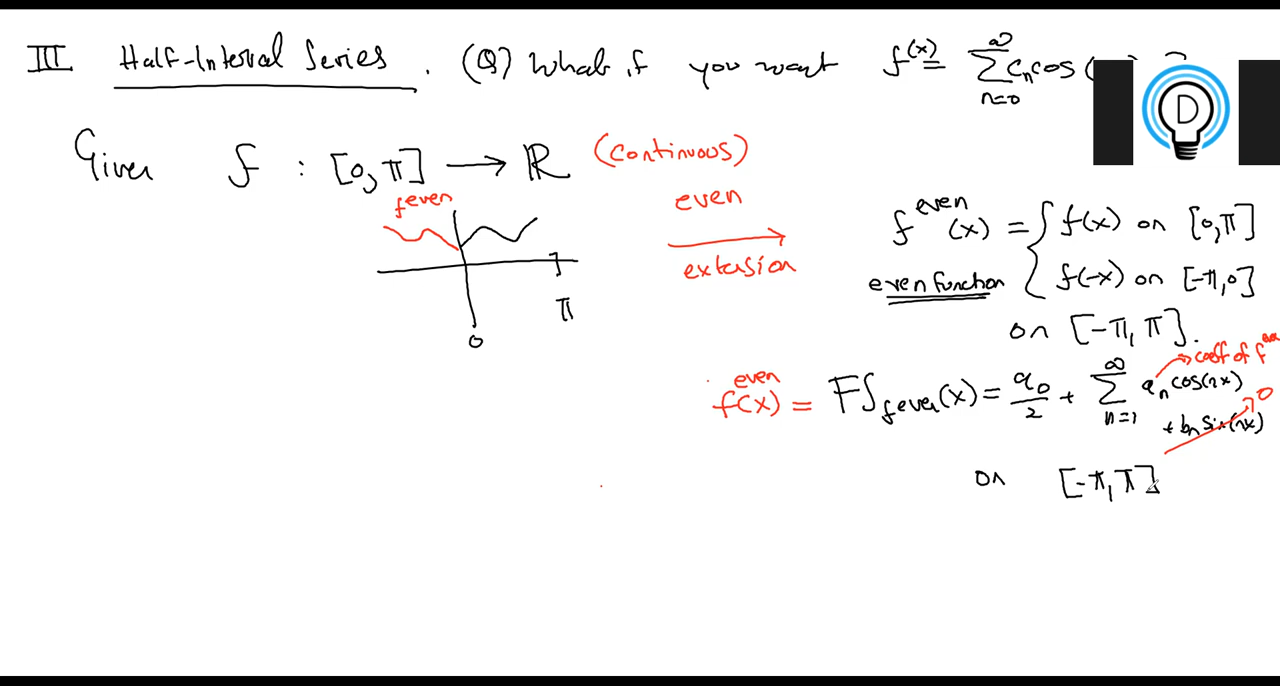 III Half-Interval Series. (Q) What if you want f(x) = ∑_{n=0}^{∞} c_n cos(
D
Given f : [0, π] → ℝ (continuous)
f^even
0
π
even
extension
f^even(x) = { f(x) on [0, π]
even function { f(-x) on [-π, 0]
on [-π, π].
→ coeff of f^even
f^even(x) = FS_{f even}(x) = a_0/2 + ∑_{n=1}^{∞} a_n cos(nx)
+ b_n sin(nx) → 0
on [-π, π]